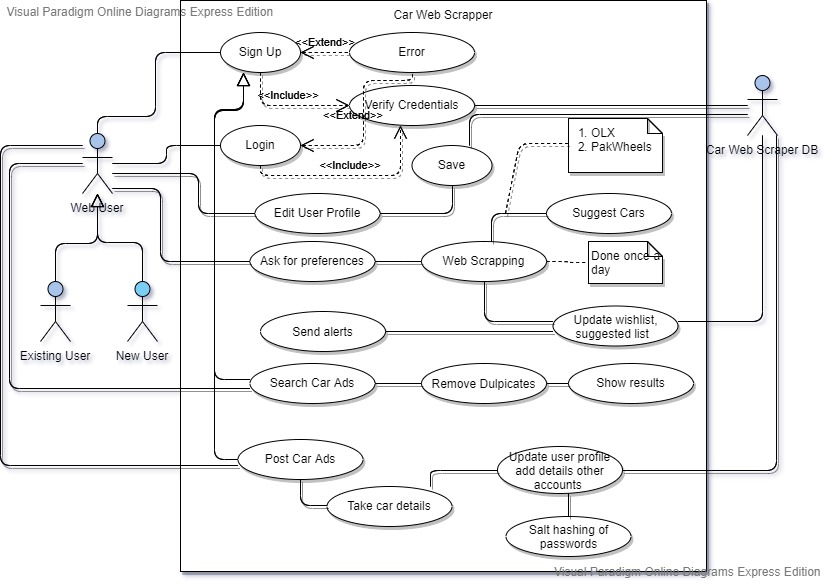 Visual Paradigm Online Diagrams Express Edition
Car Web Scrapper
Sign Up
<<Extend>>
Error
<<Include>>
Verify Credentials
<<Extend>>
1. OLX
2. PakWheels
Login
<<Include>>
Save
Car Web Scraper DB
Web User
Edit User Profile
Suggest Cars
Ask for preferences
Web Scrapping
Done once a
day
Existing User
New User
Send alerts
Update wishlist,
suggested list
Search Car Ads
Remove Dulpicates
Show results
Post Car Ads
Update user profile
add details other
accounts
Take car details
Salt hashing of
passwords
Visual Paradigm Online Diagrams Express Edition